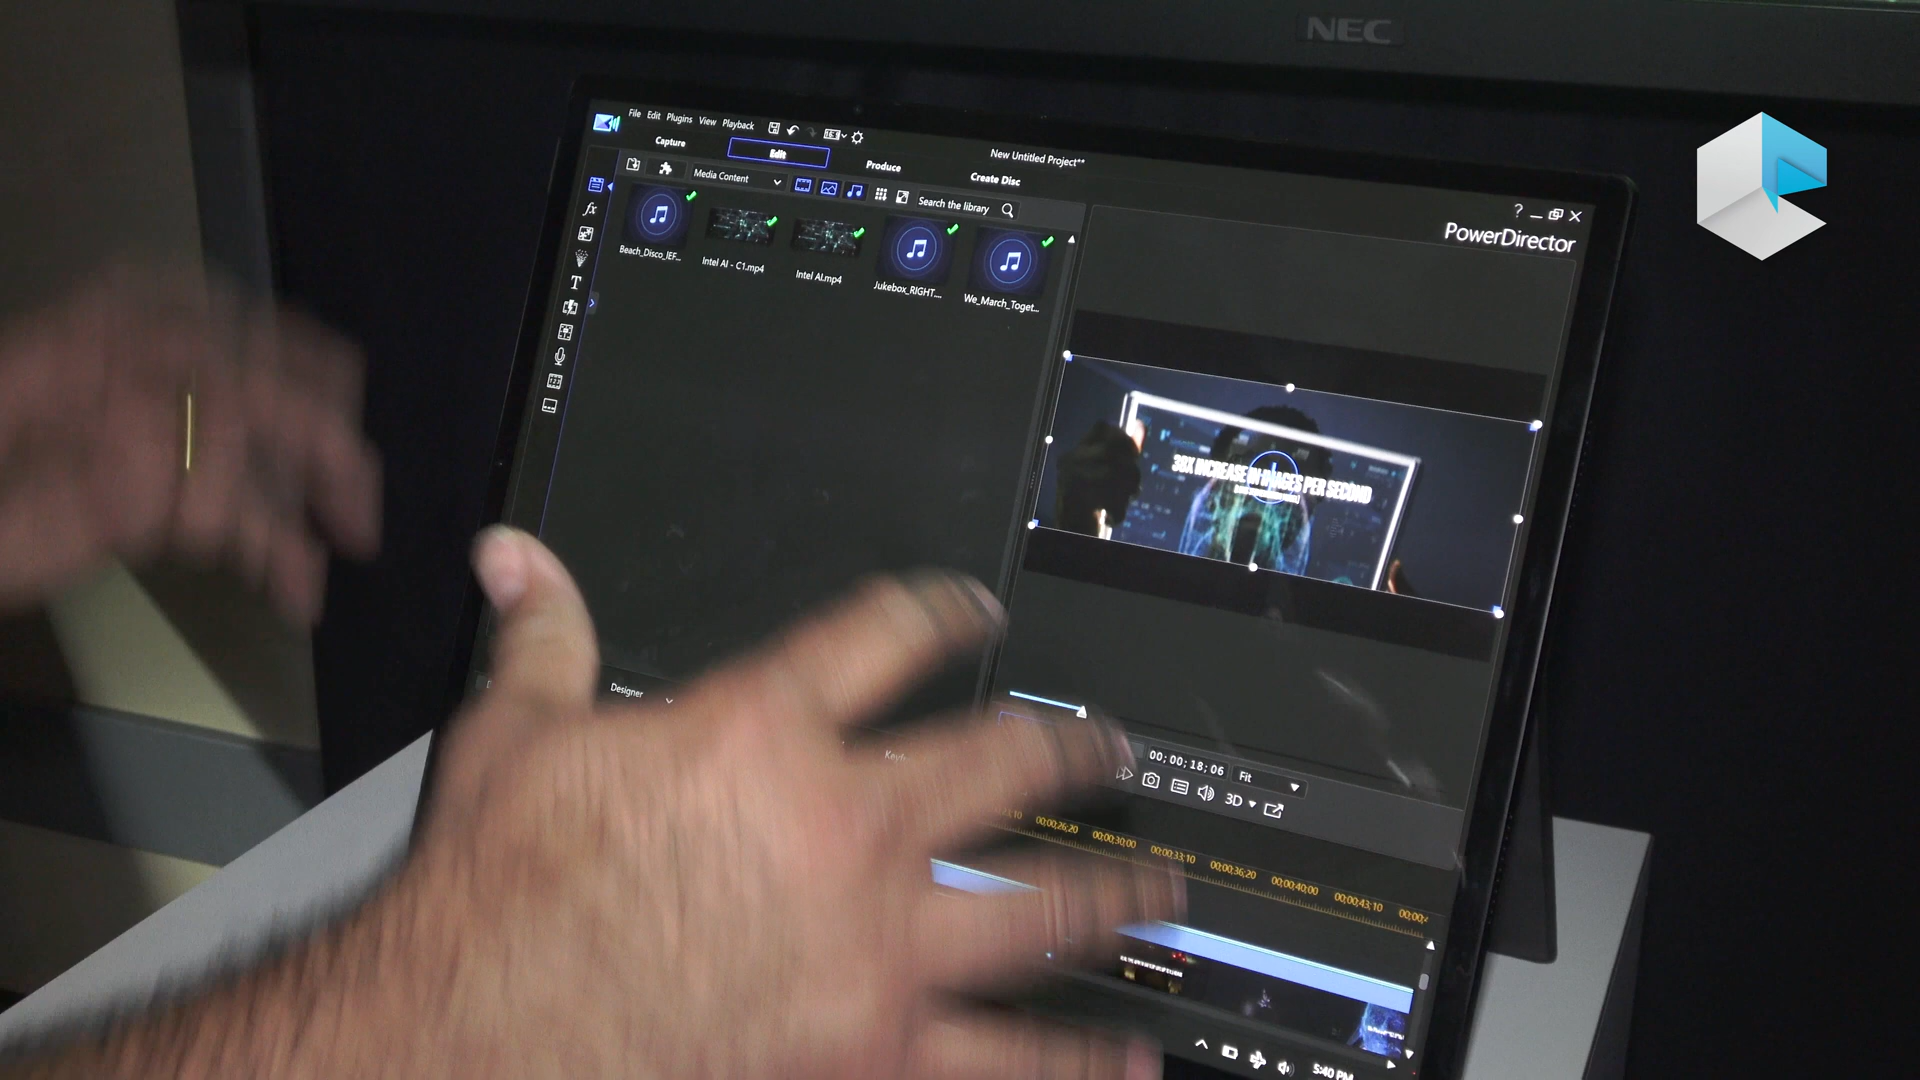 NEC
File Edit Plugins View Playback
New Untitled Project**
Capture Edit Produce Create Disc
Media Content
Search the library
PowerDirector
Beach_Disco_(EF...
Intel AI - C1.mp4
Intel AI.mp4
Jukebox_RIGHT....
We_March_Toget...
fx
T
INCREASE IN IMAGES PER SECOND
Designer
00;00;18;06 Fit
3D
00;00;26;20 00;00;30;00 00;00;33;10 00;00;36;20 00;00;40;00 00;00;43;10
5:40 PM